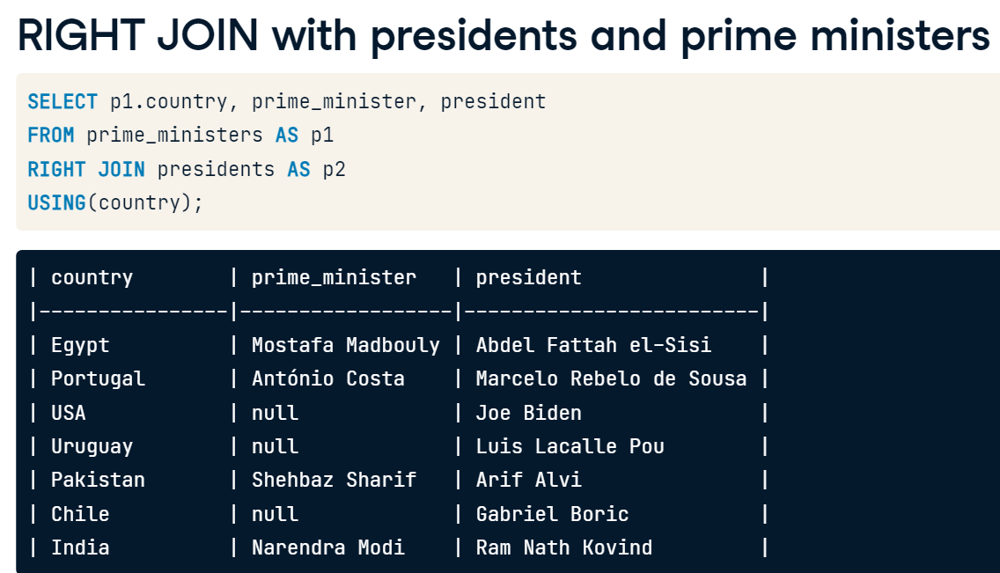 RIGHT JOIN with presidents and prime ministers
SELECT p1.country, prime_minister, president
FROM prime_ministers AS p1
RIGHT JOIN presidents AS p2
USING(country);
| country        | prime_minister   | president               |
|----------------|------------------|-------------------------|
| Egypt          | Mostafa Madbouly | Abdel Fattah el-Sisi    |
| Portugal       | António Costa    | Marcelo Rebelo de Sousa |
| USA            | null             | Joe Biden               |
| Uruguay        | null             | Luis Lacalle Pou        |
| Pakistan       | Shehbaz Sharif   | Arif Alvi               |
| Chile          | null             | Gabriel Boric           |
| India          | Narendra Modi    | Ram Nath Kovind         |